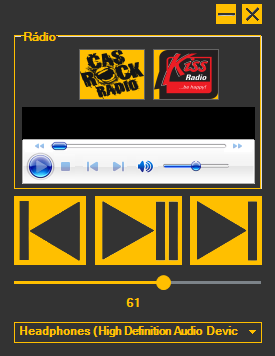 Rádio
ČAS
ROCK
RÁDIO
Kiss
Radio
...be happy!
61
Headphones (High Definition Audio Devic